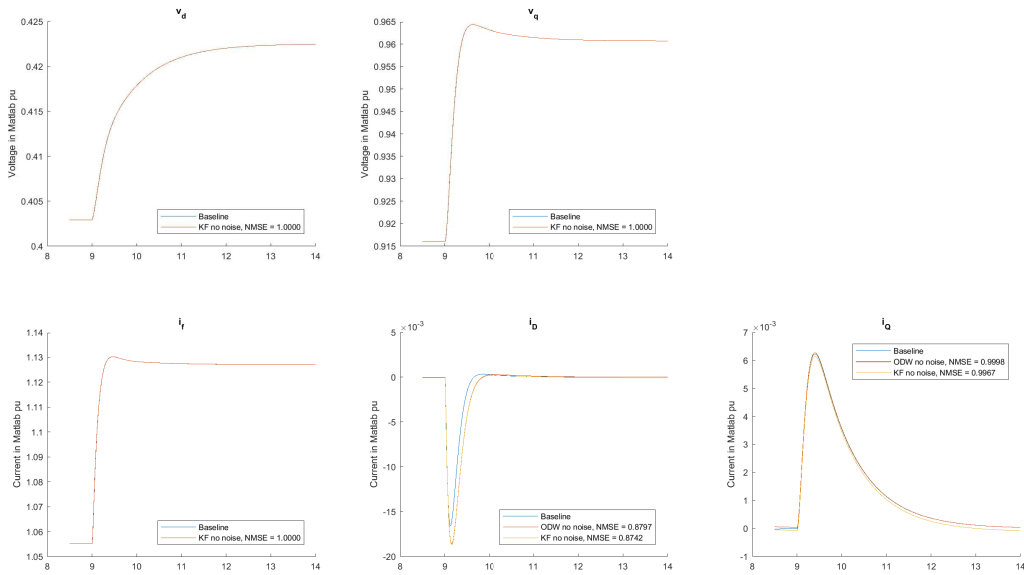 v_d
Voltage in Matlab pu
0.425
0.42
0.415
0.41
0.405
0.4
8 9 10 11 12 13 14
Baseline
KF no noise, NMSE = 1.0000
v_q
Voltage in Matlab pu
0.965
0.96
0.955
0.95
0.945
0.94
0.935
0.93
0.925
0.92
0.915
8 9 10 11 12 13 14
Baseline
KF no noise, NMSE = 1.0000
i_f
Current in Matlab pu
1.14
1.13
1.12
1.11
1.1
1.09
1.08
1.07
1.06
1.05
8 9 10 11 12 13 14
Baseline
KF no noise, NMSE = 1.0000
i_D
×10^-3
Current in Matlab pu
5
0
-5
-10
-15
-20
8 9 10 11 12 13 14
Baseline
ODW no noise, NMSE = 0.8797
KF no noise, NMSE = 0.8742
i_Q
×10^-3
Current in Matlab pu
7
6
5
4
3
2
1
0
-1
8 9 10 11 12 13 14
Baseline
ODW no noise, NMSE = 0.9998
KF no noise, NMSE = 0.9967